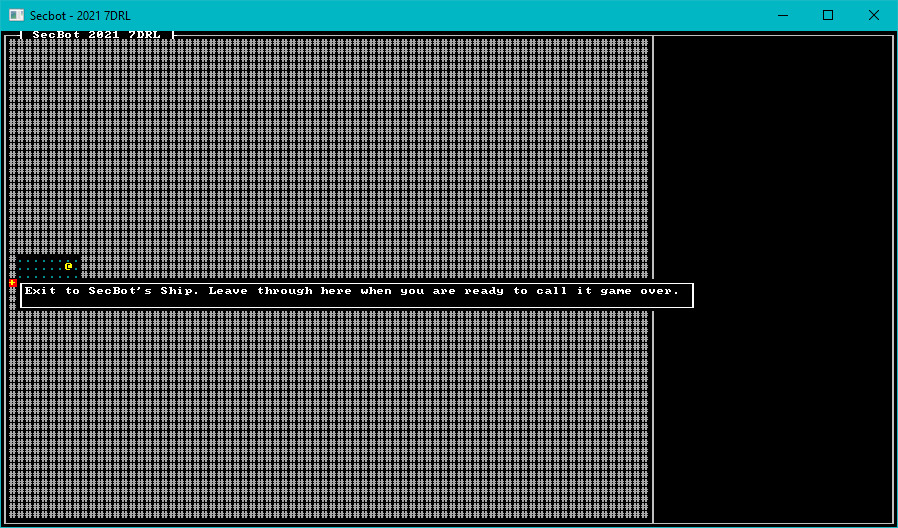 Secbot - 2021 7DRL
[ SecBot 2021 7DRL ]
Exit to SecBot's Ship. Leave through here when you are ready to call it game over.